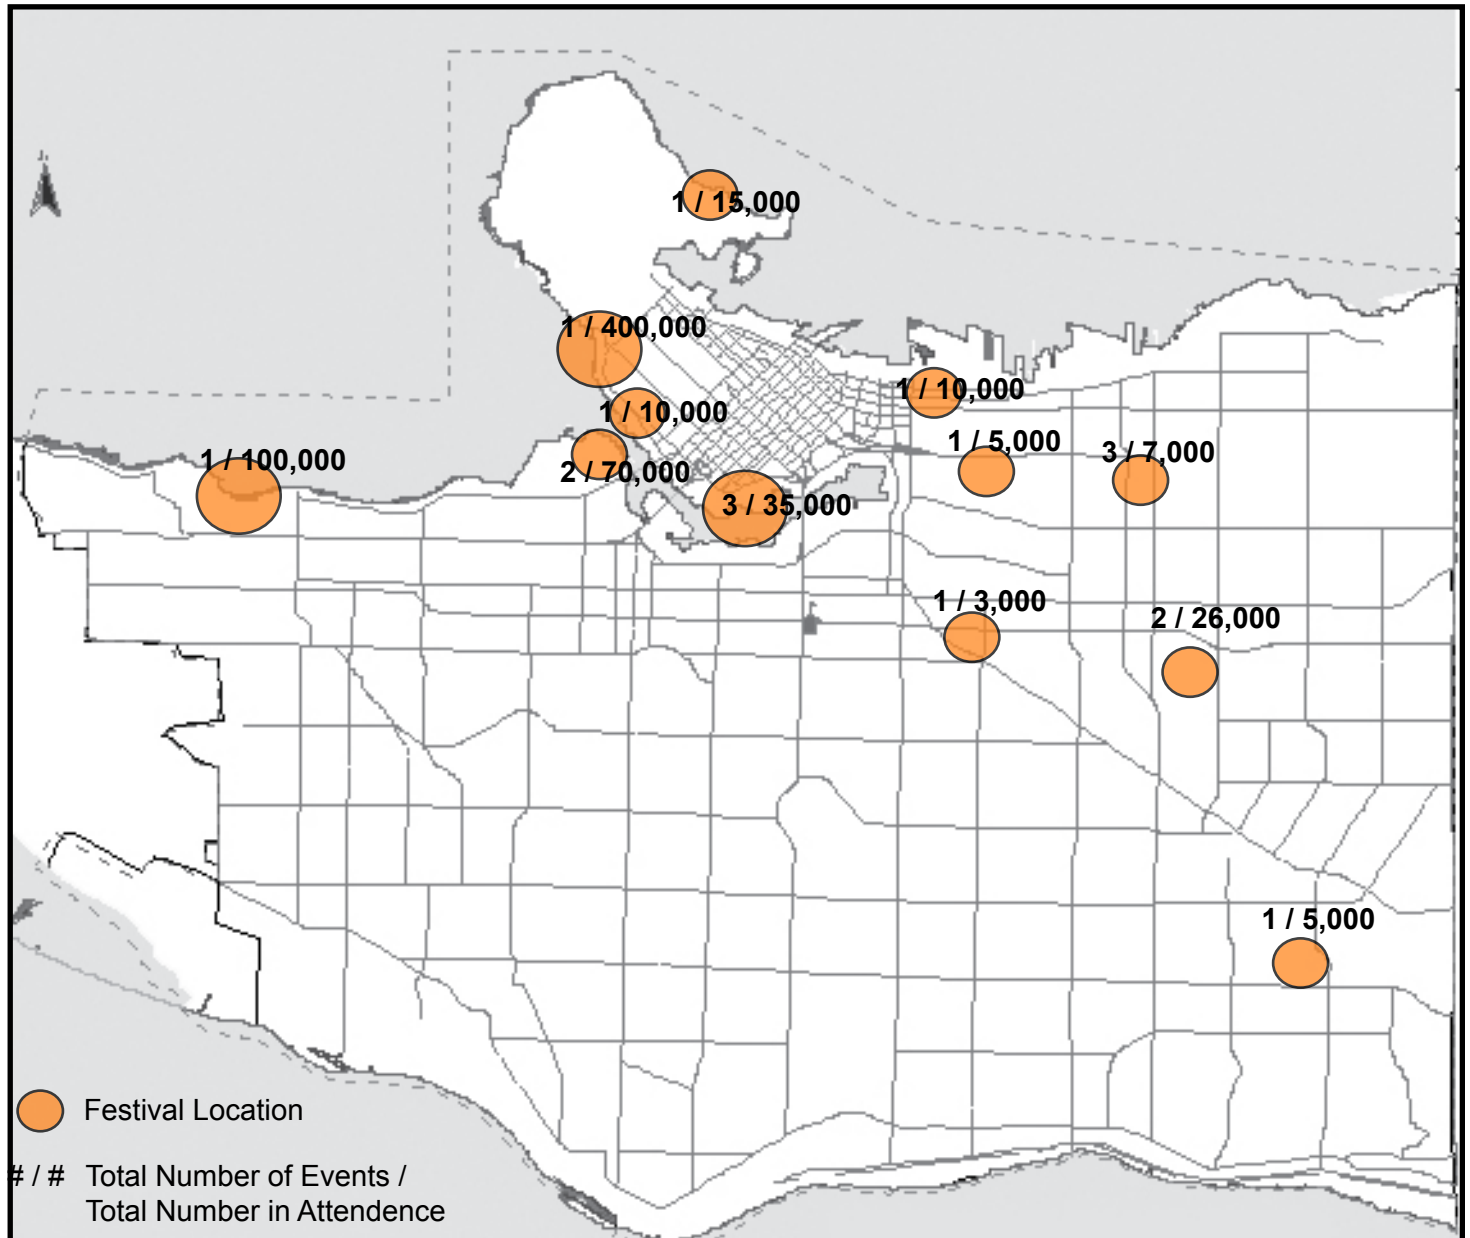 1 / 15,000
1 / 400,000
1 / 10,000
1 / 10,000
1 / 5,000
3 / 7,000
1 / 100,000
2 / 70,000
3 / 35,000
1 / 3,000
2 / 26,000
1 / 5,000
Festival Location
# / # Total Number of Events /
Total Number in Attendence